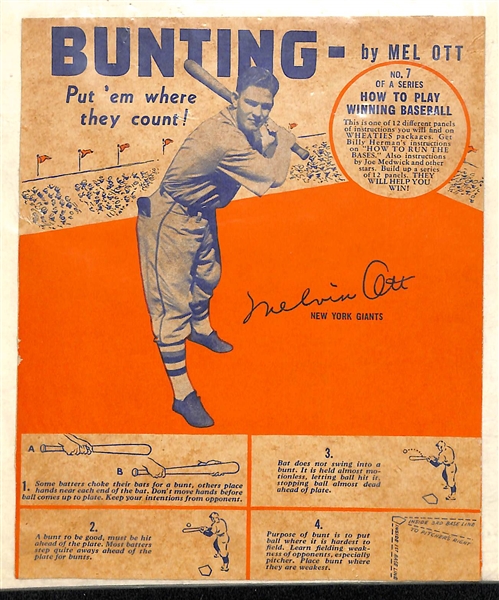 BUNTING - by MEL OTT
Put 'em where
they count!
NO. 7
OF A SERIES
HOW TO PLAY
WINNING BASEBALL
This is one of 12 different panels
of instructions you will find on
WHEATIES packages. Get
Billy Herman's instructions
on "HOW TO RUN THE
BASES." Also instructions
by Joe Medwick and other
stars. Build up a series
of 12 panels. THEY
WILL HELP YOU
WIN!
Melvin Ott
NEW YORK GIANTS
A
B
1. Some batters choke their bats for a bunt, others place
hands near each end of the bat. Don't move hands before
ball comes up to plate. Keep your intentions from opponent.
2.
A bunt to be good, must be hit
ahead of the plate. Most batters
step quite aways ahead of the
plate for bunts.
3.
Bat does not swing into a
bunt. It is held almost mo-
tionless, letting ball hit it,
stopping ball almost dead
ahead of plate.
4.
Purpose of bunt is to put
ball where it is hardest to
field. Learn fielding weak-
ness of opponents, especially
pitcher. Place bunt where
they are weakest.
INSIDE 3RD BASE LINE
TO PITCHER'S RIGHT